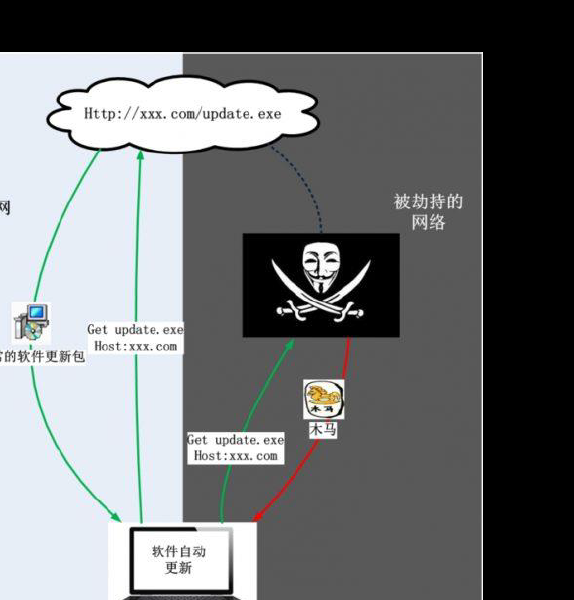 Http://xxx.com/update.exe
网
被劫持的
网络
Get update.exe
Host:xxx.com
的软件更新包
木马
木马
Get update.exe
Host:xxx.com
软件自动
更新